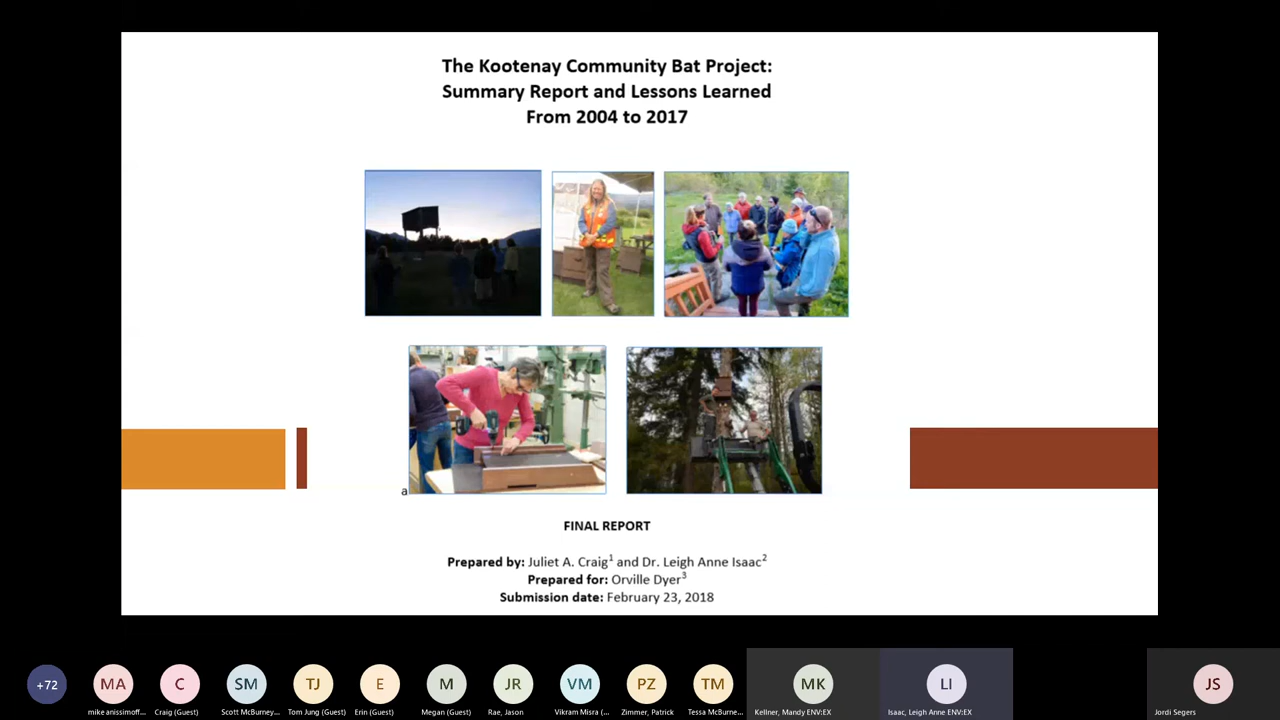 The Kootenay Community Bat Project:
Summary Report and Lessons Learned
From 2004 to 2017
a
FINAL REPORT
Prepared by: Juliet A. Craig1 and Dr. Leigh Anne Isaac2
Prepared for: Orville Dyer3
Submission date: February 23, 2018
+72
MA
C
SM
TJ
E
M
JR
VM
PZ
TM
MK
LI
JS
mike anissimoff...
Craig (Guest)
Scott McBurney...
Tom Jung (Guest)
Erin (Guest)
Megan (Guest)
Rae, Jason
Vikram Misra (...
Zimmer, Patrick
Tessa McBurne...
Kellner, Mandy ENV:EX
Isaac, Leigh Anne ENV:EX
Jordi Segers